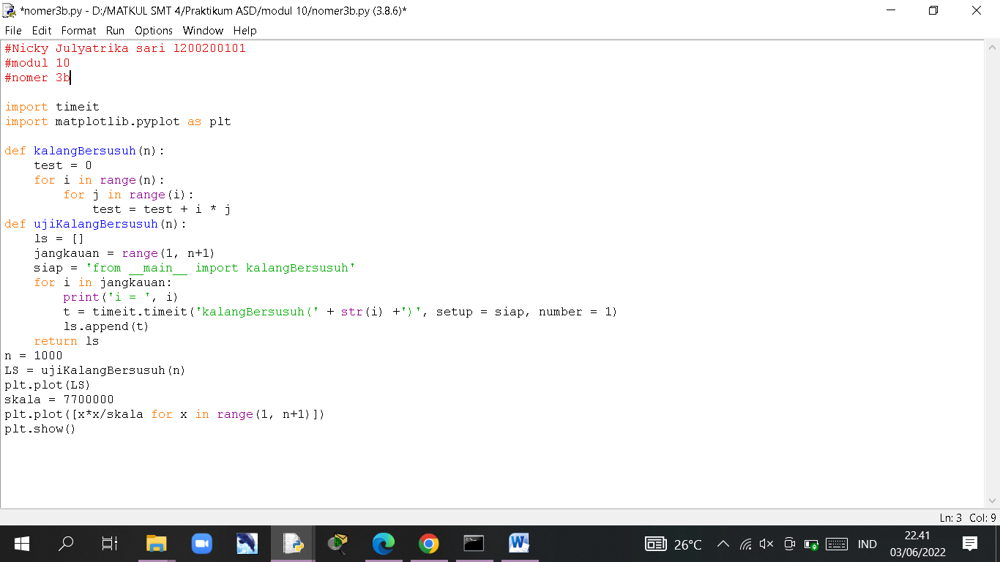 *nomer3b.py - D:/MATKUL SMT 4/Praktikum ASD/modul 10/nomer3b.py (3.8.6)*
File Edit Format Run Options Window Help
#Nicky Julyatrika sari l200200101
#modul 10
#nomer 3b
import timeit
import matplotlib.pyplot as plt
def kalangBersusuh(n):
    test = 0
    for i in range(n):
        for j in range(i):
            test = test + i * j
def ujiKalangBersusuh(n):
    ls = []
    jangkauan = range(1, n+1)
    siap = 'from __main__ import kalangBersusuh'
    for i in jangkauan:
        print('i = ', i)
        t = timeit.timeit('kalangBersusuh(' + str(i) +')', setup = siap, number = 1)
        ls.append(t)
    return ls
n = 1000
LS = ujiKalangBersusuh(n)
plt.plot(LS)
skala = 7700000
plt.plot([x*x/skala for x in range(1, n+1)])
plt.show()
Ln: 3 Col: 9
26°C
IND
22.41
03/06/2022